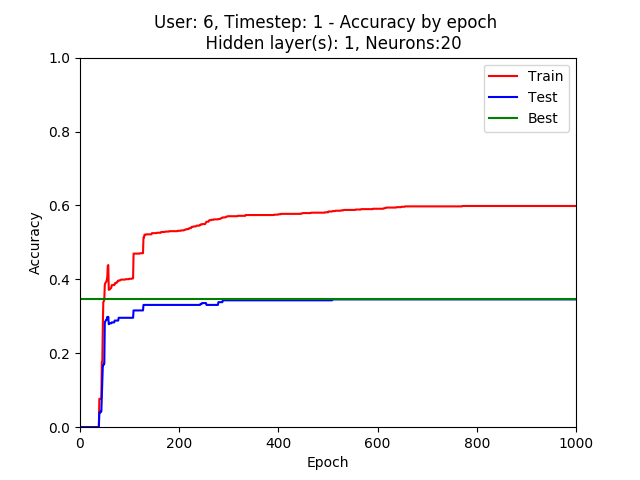 User: 6, Timestep: 1 - Accuracy by epoch
Hidden layer(s): 1, Neurons:20
Train
Test
Best
1.0
0.8
0.6
0.4
0.2
0.0
Accuracy
0 200 400 600 800 1000
Epoch